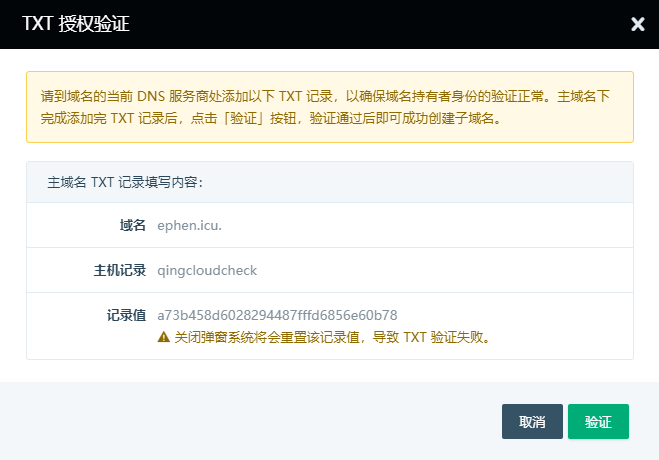 TXT 授权验证
请到域名的当前 DNS 服务商处添加以下 TXT 记录，以确保域名持有者身份的验证正常。主域名下
完成添加完 TXT 记录后，点击「验证」按钮，验证通过后即可成功创建子域名。
主域名 TXT 记录填写内容：
域名 ephen.icu.
主机记录 qingcloudcheck
记录值 a73b458d6028294487fffd6856e60b78
关闭弹窗系统将会重置该记录值，导致 TXT 验证失败。
取消 验证